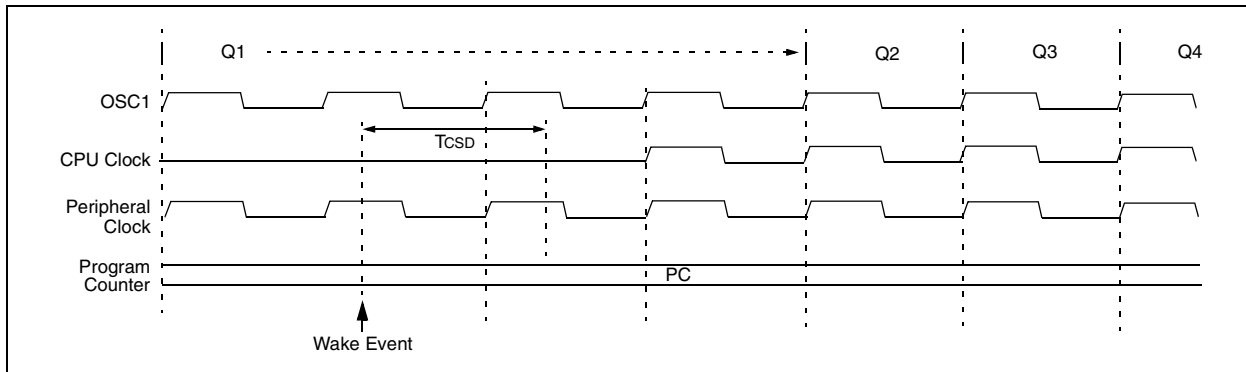 Q1 Q2 Q3 Q4
OSC1
TCSD
CPU Clock
Peripheral
Clock
Program
Counter
PC
Wake Event